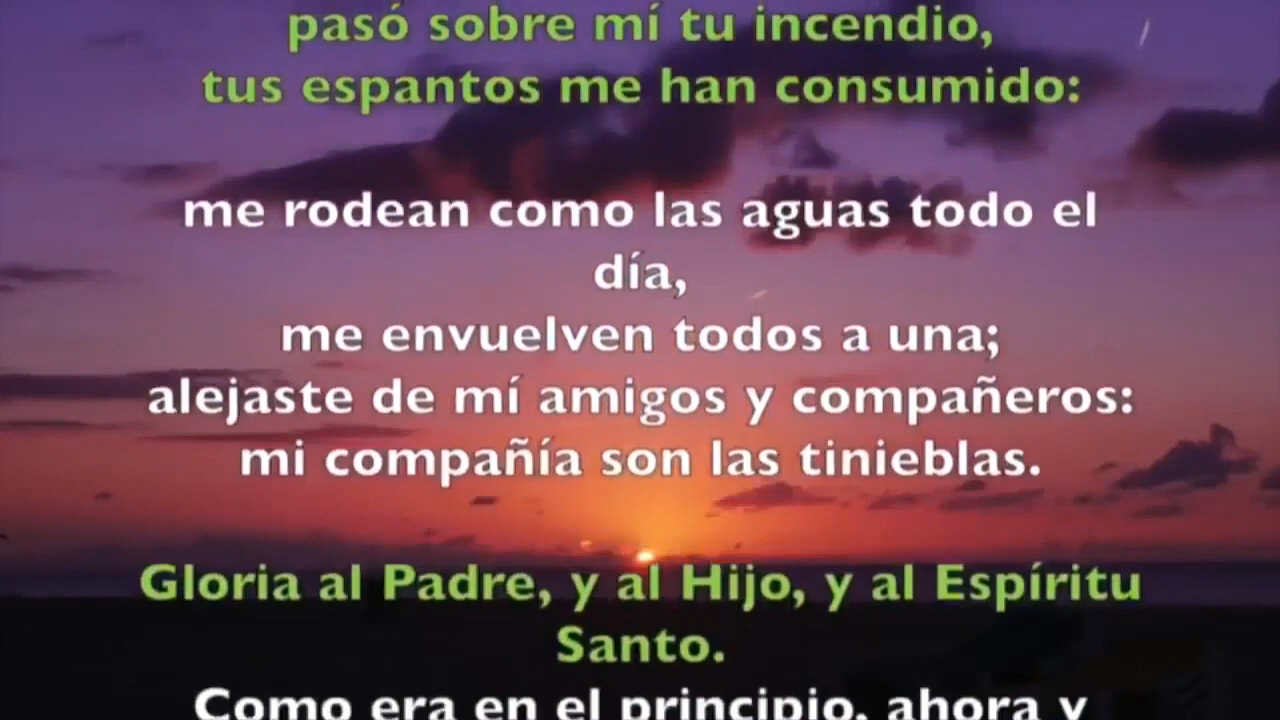 pasó sobre mí tu incendio,
tus espantos me han consumido:
me rodean como las aguas todo el
día,
me envuelven todos a una;
alejaste de mí amigos y compañeros:
mi compañía son las tinieblas.
Gloria al Padre, y al Hijo, y al Espíritu
Santo.
Como era en el principio, ahora y